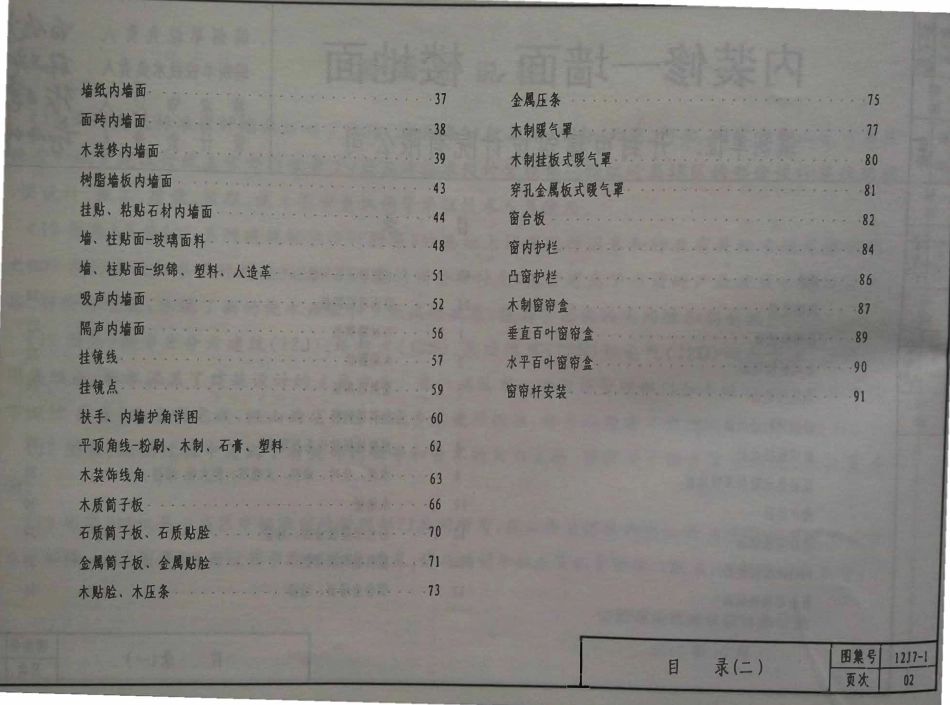 墙纸内墙面 37
面砖内墙面 38
木装修内墙面 39
树脂墙板内墙面 43
挂贴、粘贴石材内墙面 44
墙、柱贴面-玻璃面料 48
墙、柱贴面-织锦、塑料、人造革 51
吸声内墙面 52
隔声内墙面 56
挂镜线 57
挂镜点 59
扶手、内墙护角详图 60
平顶角线-粉刷、木制、石膏、塑料 62
木装饰线角 63
木质筒子板 66
石质筒子板、石质贴脸 70
金属筒子板、金属贴脸 71
木贴脸、木压条 73
金属压条 75
木制暖气罩 77
木制挂板式暖气罩 80
穿孔金属板式暖气罩 81
窗台板 82
窗内护栏 84
凸窗护栏 86
木制窗帘盒 87
垂直百叶窗帘盒 89
水平百叶窗帘盒 90
窗帘杆安装 91
目 录(二)
图集号 12J7-1
页次 02